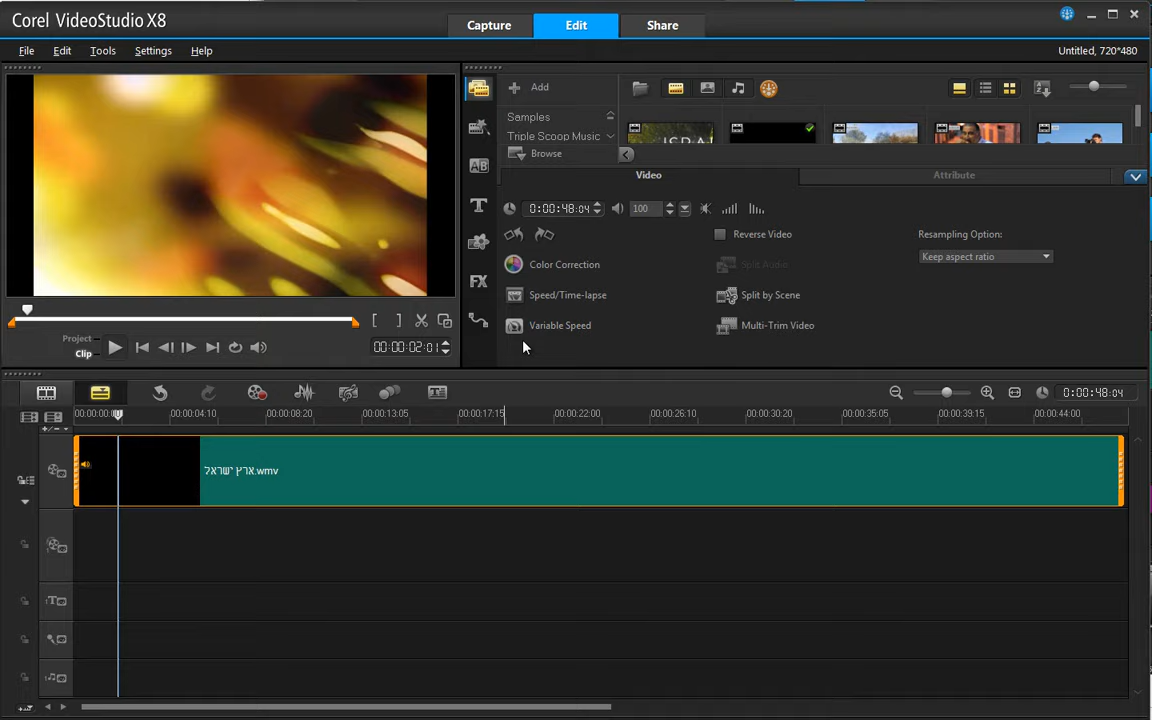 Corel VideoStudio X8
Capture
Edit
Share
File
Edit
Tools
Settings
Help
Untitled, 720*480
Add
Samples
Triple Scoop Music
Browse
Video
Attribute
0:00:48:04
100
Reverse Video
Resampling Option:
Color Correction
Split Audio
Keep aspect ratio
Speed/Time-lapse
Split by Scene
Variable Speed
Multi-Trim Video
Project
Clip
00:00:02:01
0:00:48:04
00:00:04:10
00:00:08:20
00:00:13:05
00:00:17:15
00:00:22:00
00:00:26:10
00:00:30:20
00:00:35:05
00:00:39:15
00:00:44:00
ארץ ישראל.wmv